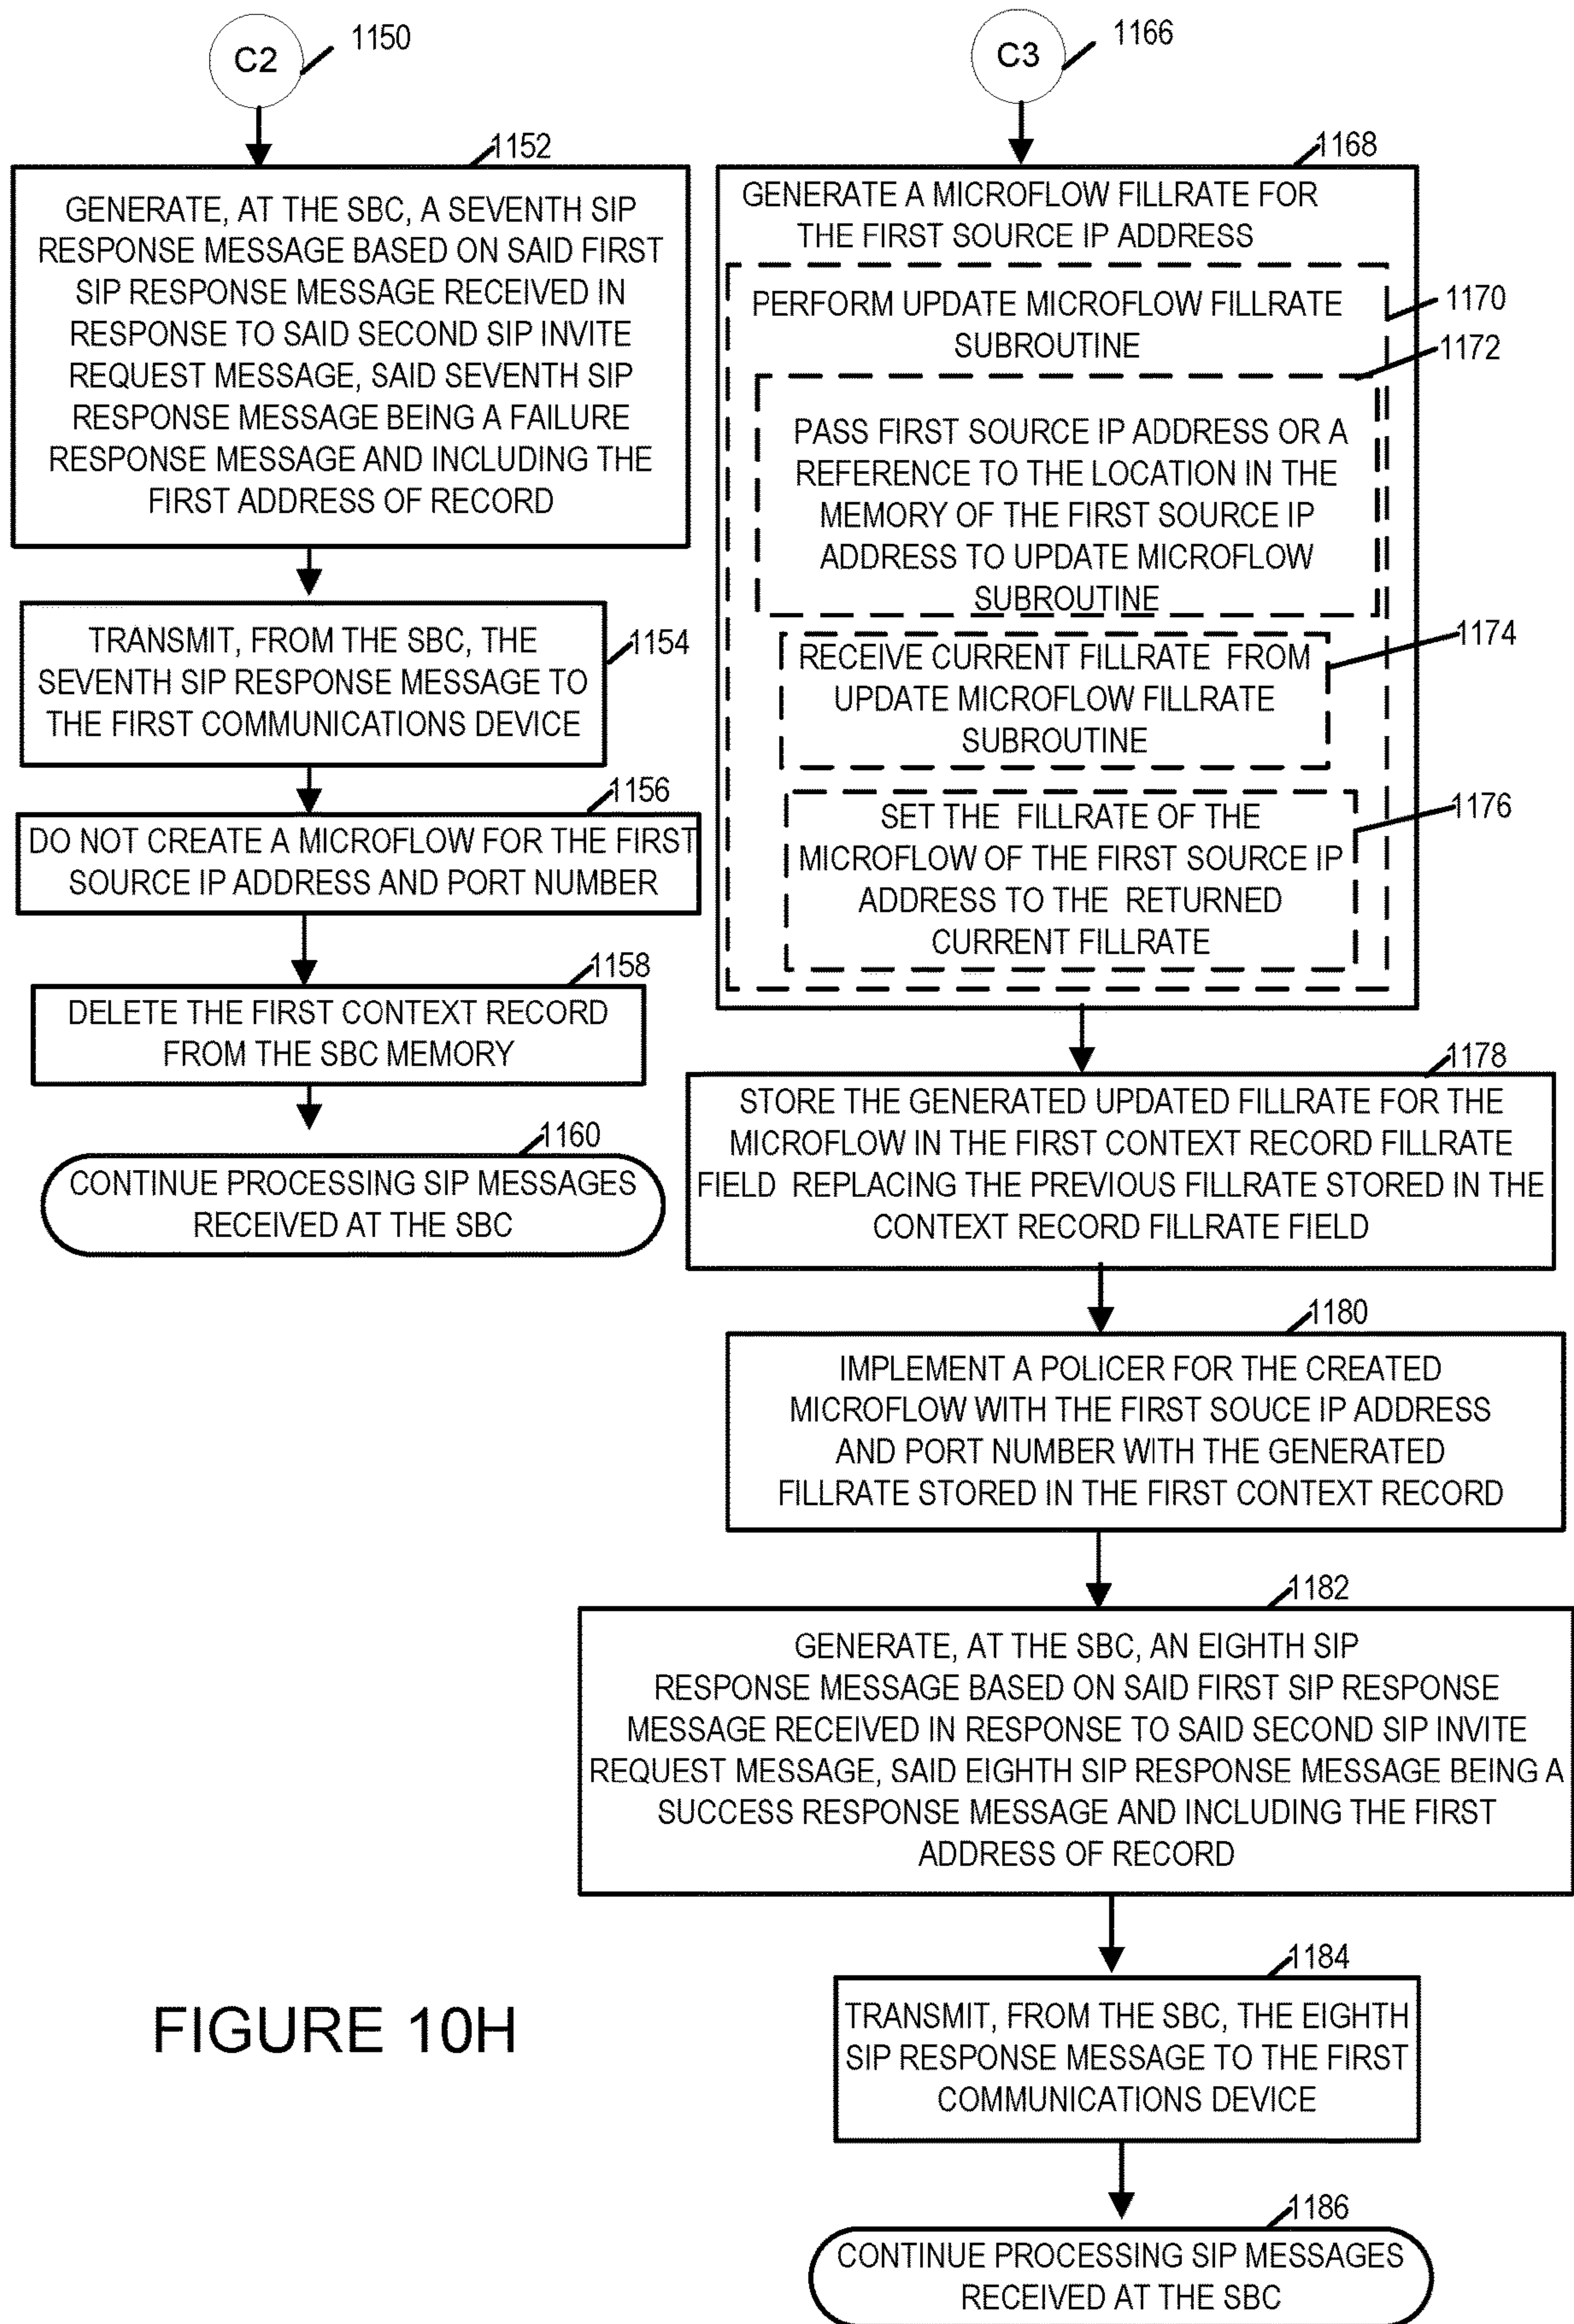 C2
1150
1152
GENERATE, AT THE SBC, A SEVENTH SIP
RESPONSE MESSAGE BASED ON SAID FIRST
SIP RESPONSE MESSAGE RECEIVED IN
RESPONSE TO SAID SECOND SIP INVITE
REQUEST MESSAGE, SAID SEVENTH SIP
RESPONSE MESSAGE BEING A FAILURE
RESPONSE MESSAGE AND INCLUDING THE
FIRST ADDRESS OF RECORD
TRANSMIT, FROM THE SBC, THE
SEVENTH SIP RESPONSE MESSAGE TO
THE FIRST COMMUNICATIONS DEVICE
1154
1156
DO NOT CREATE A MICROFLOW FOR THE FIRST
SOURCE IP ADDRESS AND PORT NUMBER
1158
DELETE THE FIRST CONTEXT RECORD
FROM THE SBC MEMORY
1160
CONTINUE PROCESSING SIP MESSAGES
RECEIVED AT THE SBC
C3
1166
1168
GENERATE A MICROFLOW FILLRATE FOR
THE FIRST SOURCE IP ADDRESS
PERFORM UPDATE MICROFLOW FILLRATE
SUBROUTINE
1170
1172
PASS FIRST SOURCE IP ADDRESS OR A
REFERENCE TO THE LOCATION IN THE
MEMORY OF THE FIRST SOURCE IP
ADDRESS TO UPDATE MICROFLOW
SUBROUTINE
1174
RECEIVE CURRENT FILLRATE FROM
UPDATE MICROFLOW FILLRATE
SUBROUTINE
1176
SET THE FILLRATE OF THE
MICROFLOW OF THE FIRST SOURCE IP
ADDRESS TO THE RETURNED
CURRENT FILLRATE
1178
STORE THE GENERATED UPDATED FILLRATE FOR THE
MICROFLOW IN THE FIRST CONTEXT RECORD FILLRATE
FIELD REPLACING THE PREVIOUS FILLRATE STORED IN THE
CONTEXT RECORD FILLRATE FIELD
1180
IMPLEMENT A POLICER FOR THE CREATED
MICROFLOW WITH THE FIRST SOUCE IP ADDRESS
AND PORT NUMBER WITH THE GENERATED
FILLRATE STORED IN THE FIRST CONTEXT RECORD
1182
GENERATE, AT THE SBC, AN EIGHTH SIP
RESPONSE MESSAGE BASED ON SAID FIRST SIP RESPONSE
MESSAGE RECEIVED IN RESPONSE TO SAID SECOND SIP INVITE
REQUEST MESSAGE, SAID EIGHTH SIP RESPONSE MESSAGE BEING A
SUCCESS RESPONSE MESSAGE AND INCLUDING THE FIRST
ADDRESS OF RECORD
1184
TRANSMIT, FROM THE SBC, THE EIGHTH
SIP RESPONSE MESSAGE TO THE FIRST
COMMUNICATIONS DEVICE
1186
CONTINUE PROCESSING SIP MESSAGES
RECEIVED AT THE SBC
FIGURE 10H